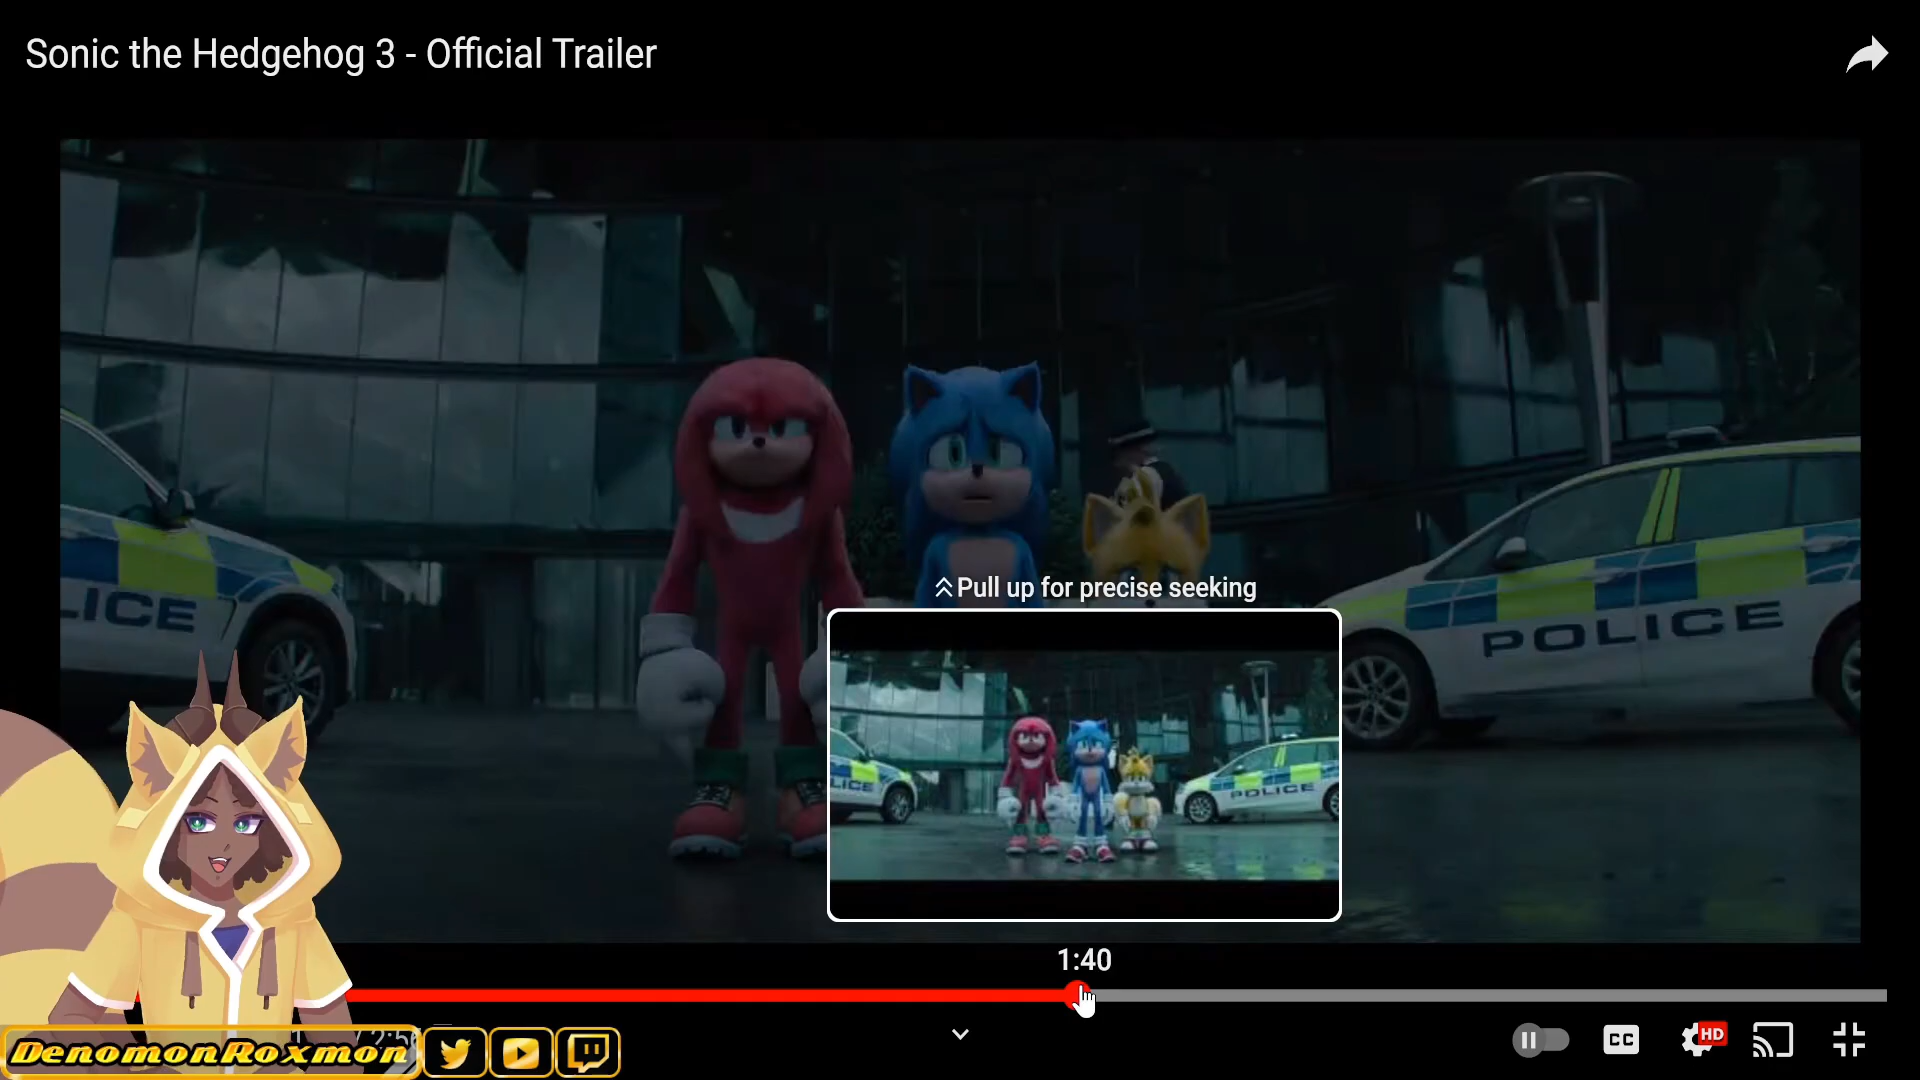 Sonic the Hedgehog 3 - Official Trailer
LICE
POLICE
Pull up for precise seeking
LICE
POLICE
1:40
DenomonRoxmon
CC
HD